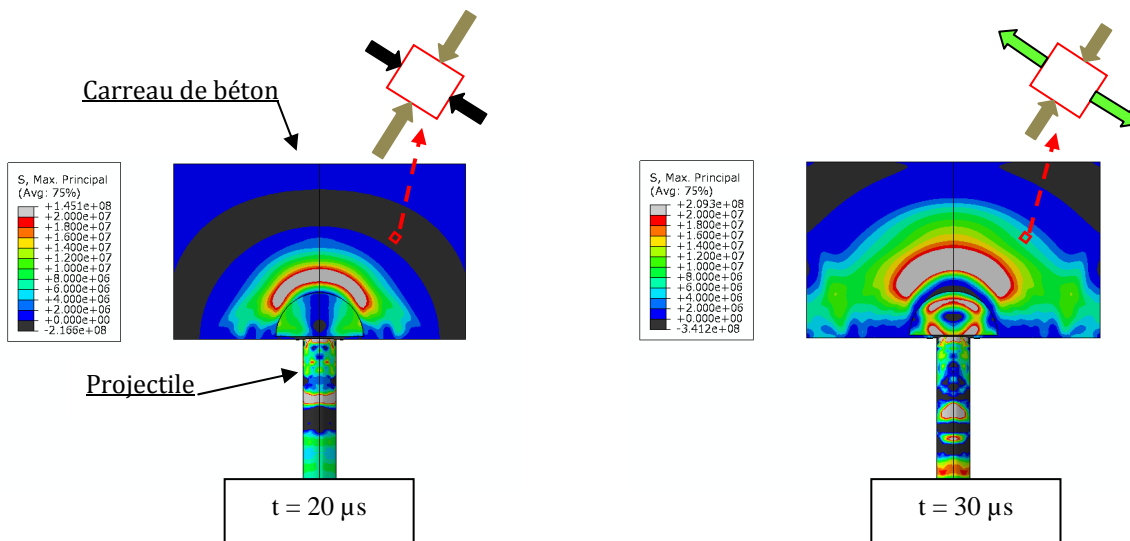 Carreau de béton
S, Max. Principal
(Avg: 75%)
+1.451e+08
+2.000e+07
+1.800e+07
+1.600e+07
+1.400e+07
+1.200e+07
+1.000e+07
+8.000e+06
+6.000e+06
+4.000e+06
+2.000e+06
+0.000e+00
-2.166e+08
Projectile
t = 20 µs
S, Max. Principal
(Avg: 75%)
+2.093e+08
+2.000e+07
+1.800e+07
+1.600e+07
+1.400e+07
+1.200e+07
+1.000e+07
+8.000e+06
+6.000e+06
+4.000e+06
+2.000e+06
+0.000e+00
-3.412e+08
t = 30 µs